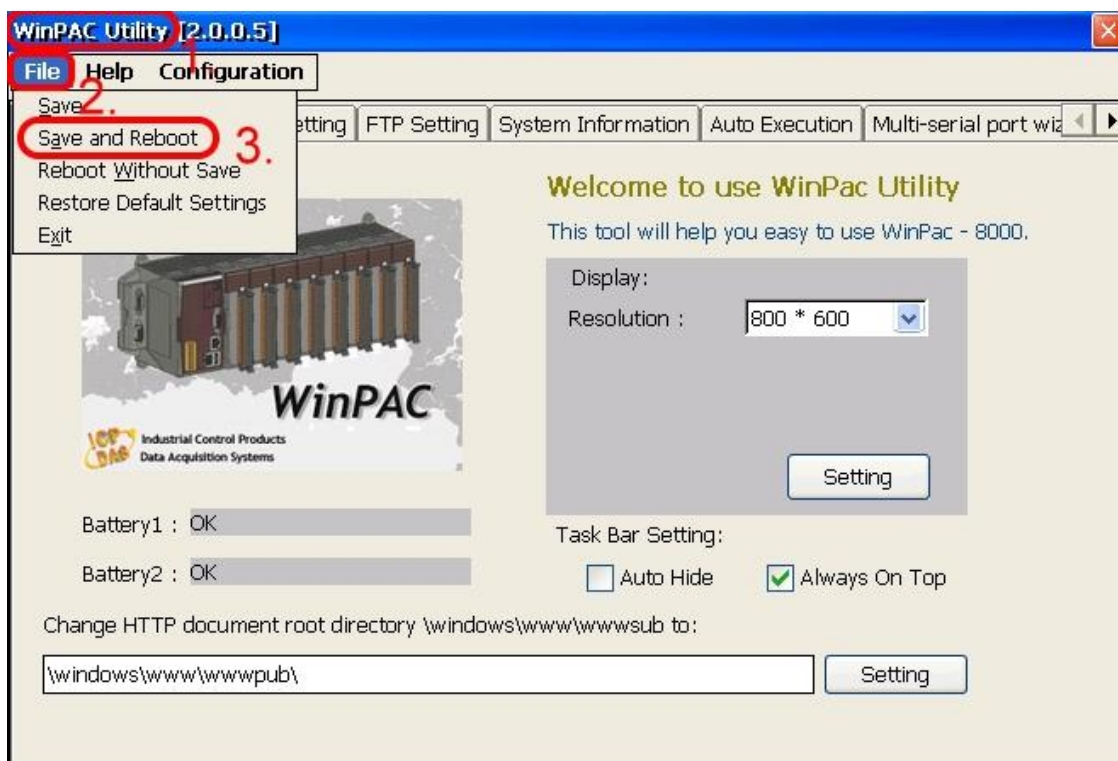 WinPAC Utility [2.0.0.5]
1.
File Help Configuration
2.
Save
Save and Reboot
3.
Reboot Without Save
Restore Default Settings
Exit
etting FTP Setting System Information Auto Execution Multi-serial port wiz
Welcome to use WinPac Utility
This tool will help you easy to use WinPac - 8000.
Display:
Resolution : 800 * 600
Setting
WinPAC
ICP DAS
Industrial Control Products
Data Acquisition Systems
Battery1 : OK
Battery2 : OK
Task Bar Setting:
Auto Hide Always On Top
Change HTTP document root directory \windows\www\wwwsub to:
\windows\www\wwwpub\ Setting